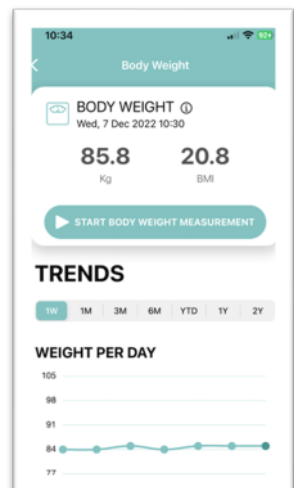 10:34
92+
Body Weight
BODY WEIGHT
Wed, 7 Dec 2022 10:30
85.8 20.8
Kg BMI
START BODY WEIGHT MEASUREMENT
TRENDS
1W 1M 3M 6M YTD 1Y 2Y
WEIGHT PER DAY
105
98
91
84
77